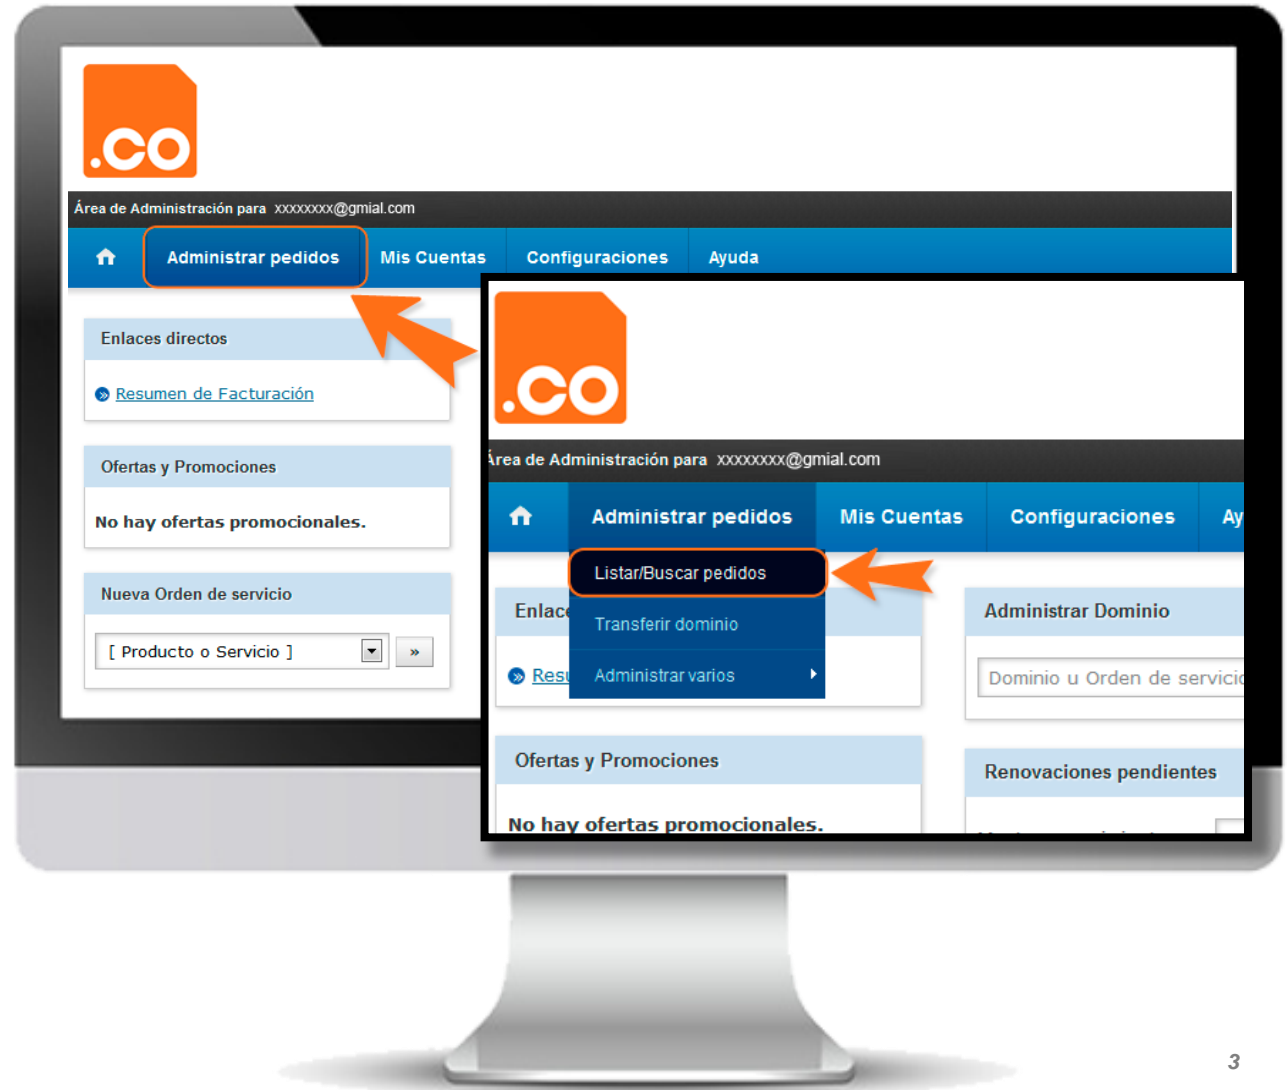 .co
Área de Administración para xxxxxxxx@gmial.com
Administrar pedidos Mis Cuentas Configuraciones Ayuda
Enlaces directos
Resumen de Facturación
Ofertas y Promociones
No hay ofertas promocionales.
Nueva Orden de servicio
[ Producto o Servicio ] »
.co
Área de Administración para xxxxxxxx@gmial.com
Administrar pedidos Mis Cuentas Configuraciones Ay
Listar/Buscar pedidos
Transferir dominio
Administrar varios
Enlace
Resu
Administrar Dominio
Dominio u Orden de servicio
Ofertas y Promociones
No hay ofertas promocionales.
Renovaciones pendientes
3